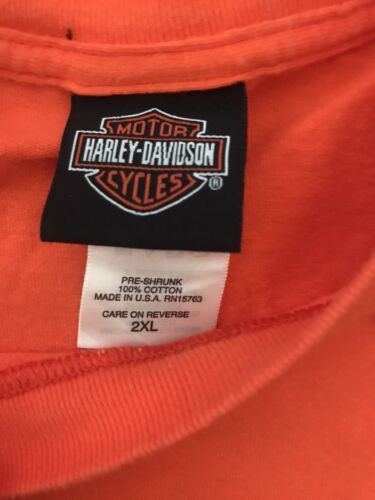 MOTOR
HARLEY-DAVIDSON
CYCLES ®
PRE-SHRUNK
100% COTTON
MADE IN U.S.A. RN15763
CARE ON REVERSE
2XL